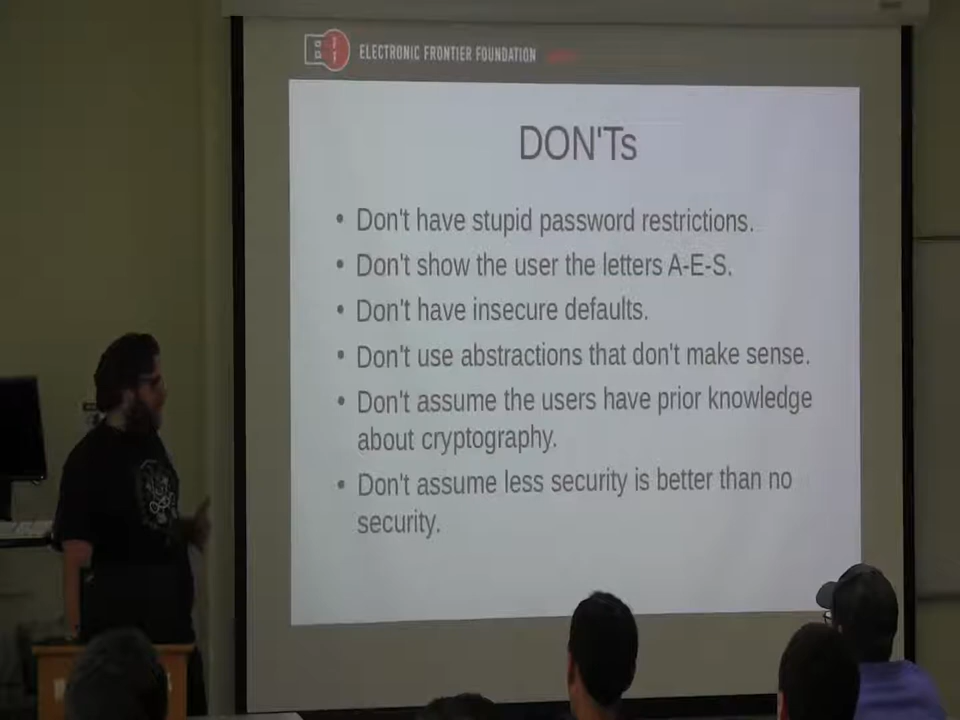 ELECTRONIC FRONTIER FOUNDATION
DON'Ts
• Don't have stupid password restrictions.
• Don't show the user the letters A-E-S.
• Don't have insecure defaults.
• Don't use abstractions that don't make sense.
• Don't assume the users have prior knowledge
about cryptography.
• Don't assume less security is better than no
security.